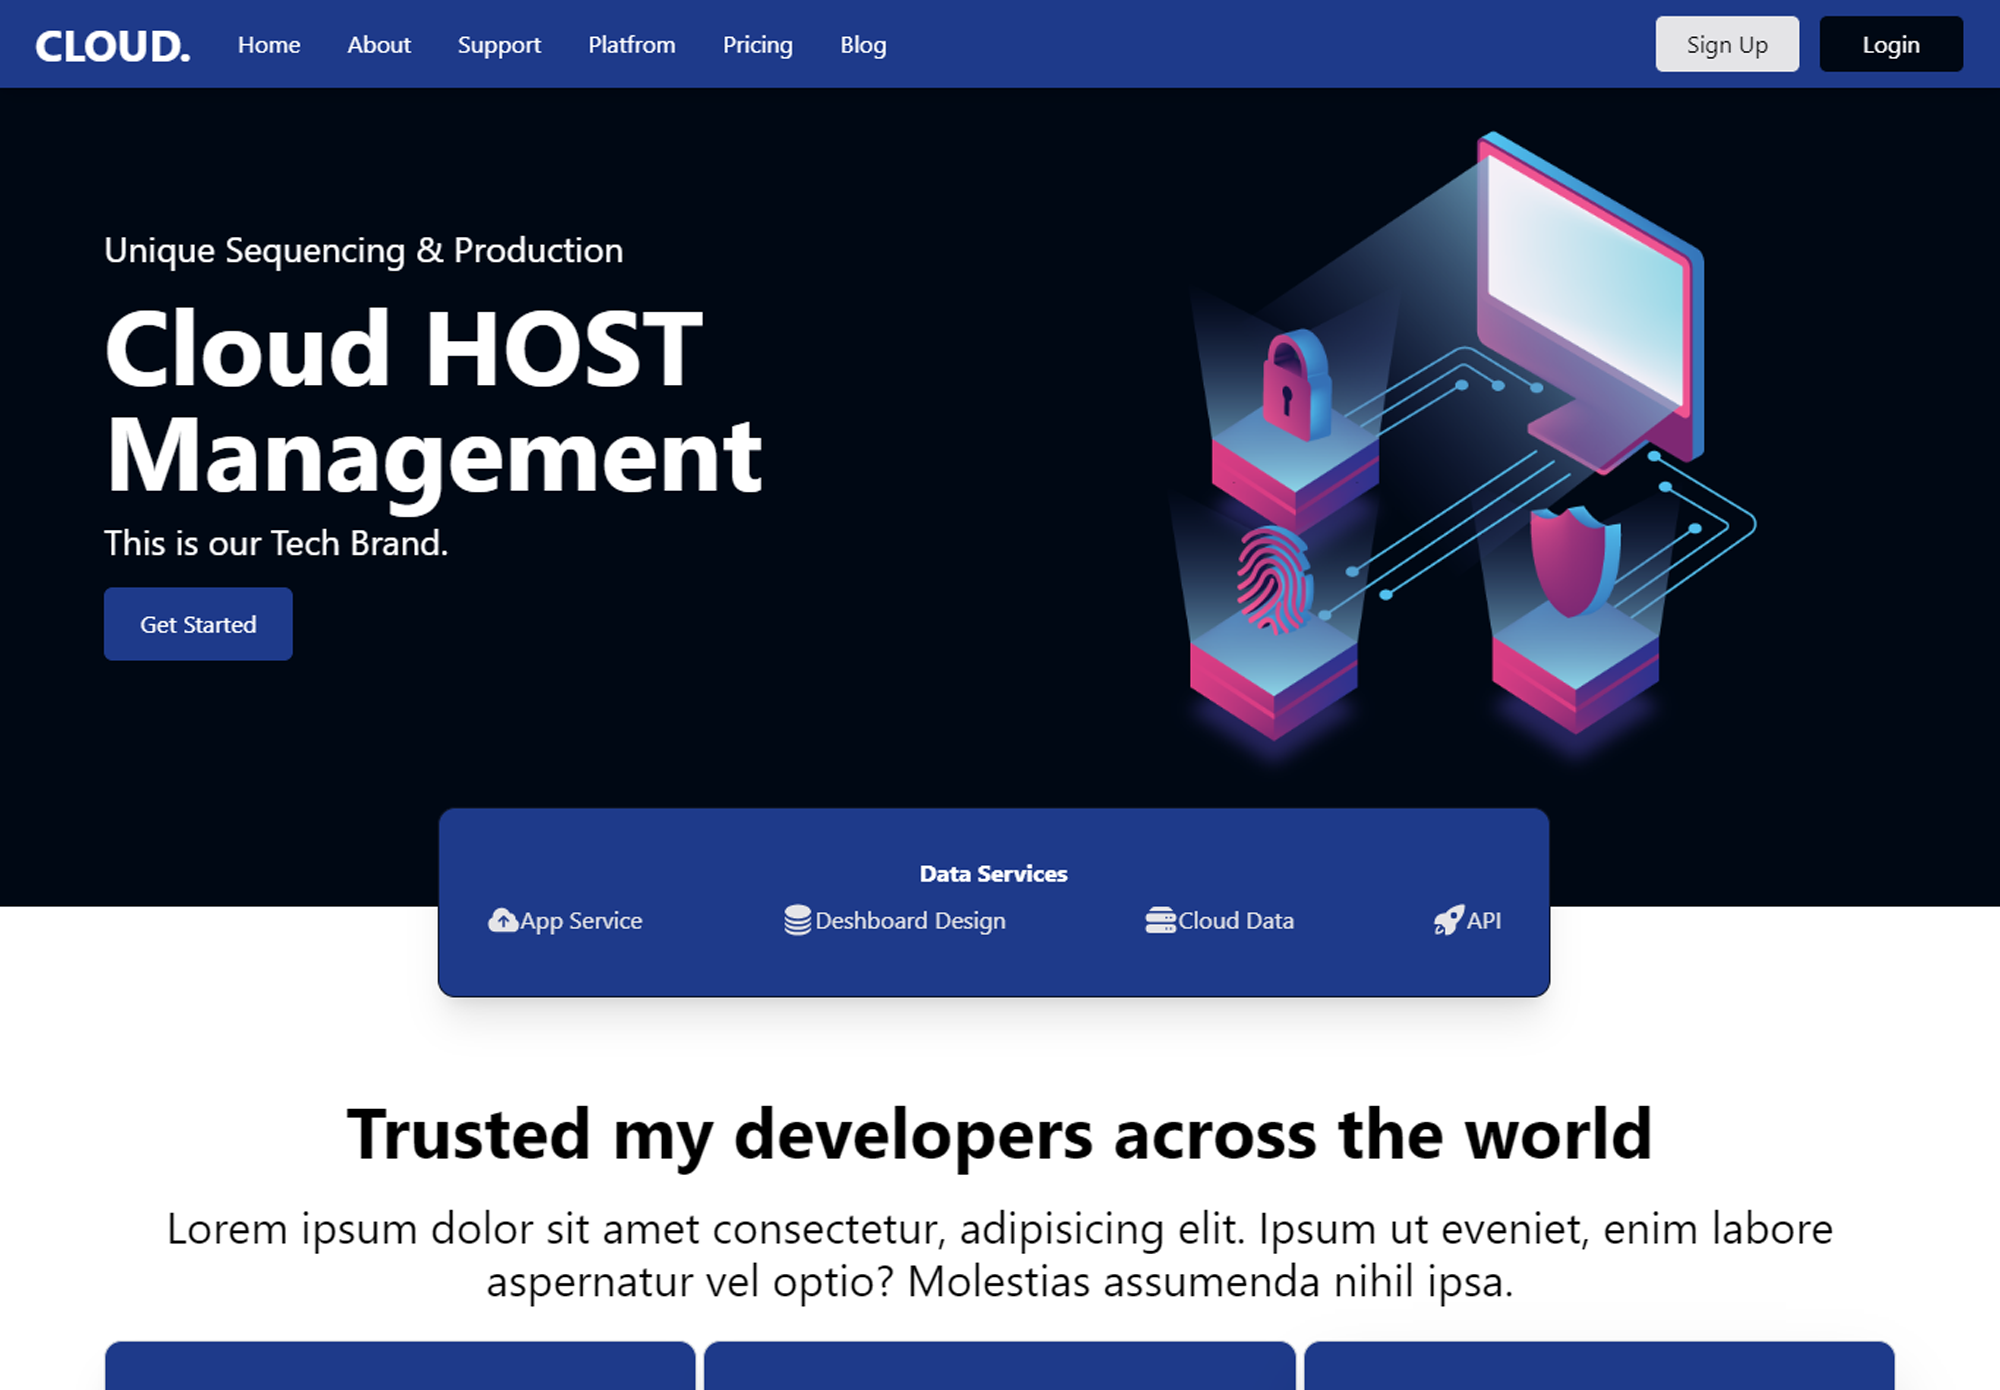 CLOUD. Home About Support Platfrom Pricing Blog Sign Up Login
Unique Sequencing & Production
Cloud HOST
Management
This is our Tech Brand.
Get Started
Data Services
App Service Deshboard Design Cloud Data API
Trusted my developers across the world
Lorem ipsum dolor sit amet consectetur, adipisicing elit. Ipsum ut eveniet, enim labore
aspernatur vel optio? Molestias assumenda nihil ipsa.